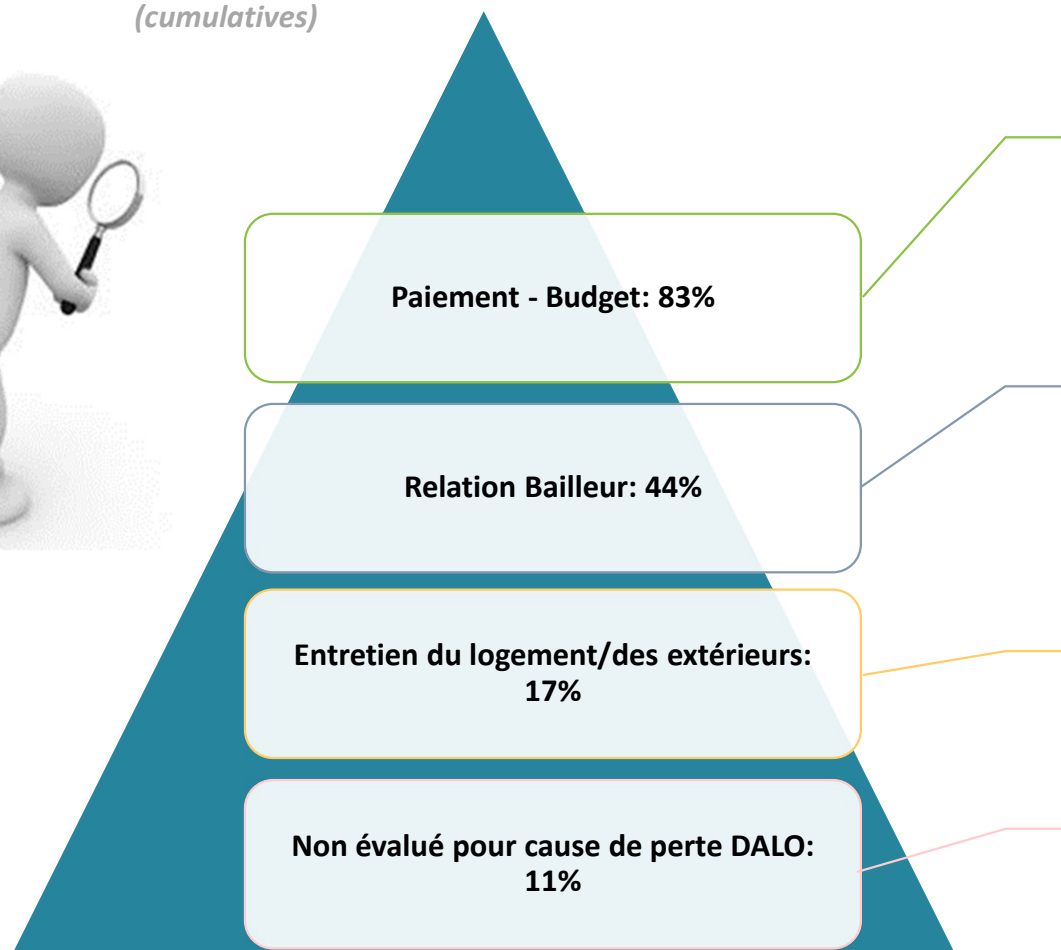 (cumulatives)
Paiement - Budget: 83%
Relation Bailleur: 44%
Entretien du logement/des extérieurs:
17%
Non évalué pour cause de perte DALO:
11%